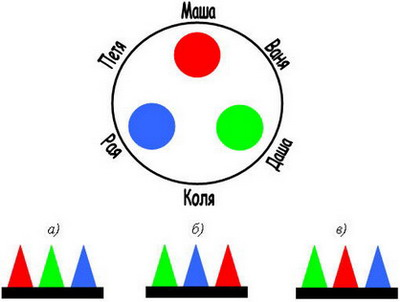 Маша
Петя
Ваня
Рая
Даша
Коля
а) б) в)